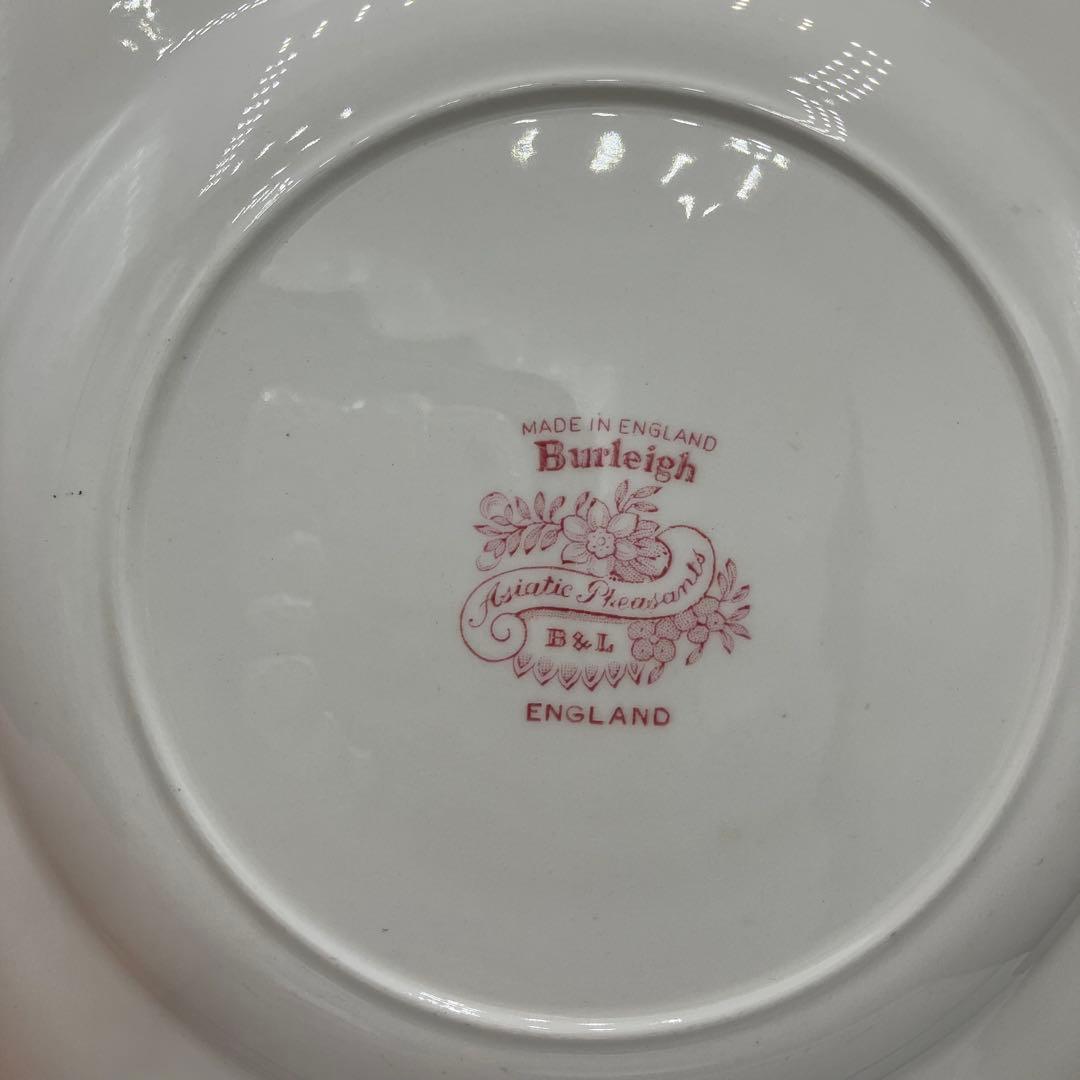 MADE IN ENGLAND
Burleigh
Asiatic Pheasants
B & L
ENGLAND